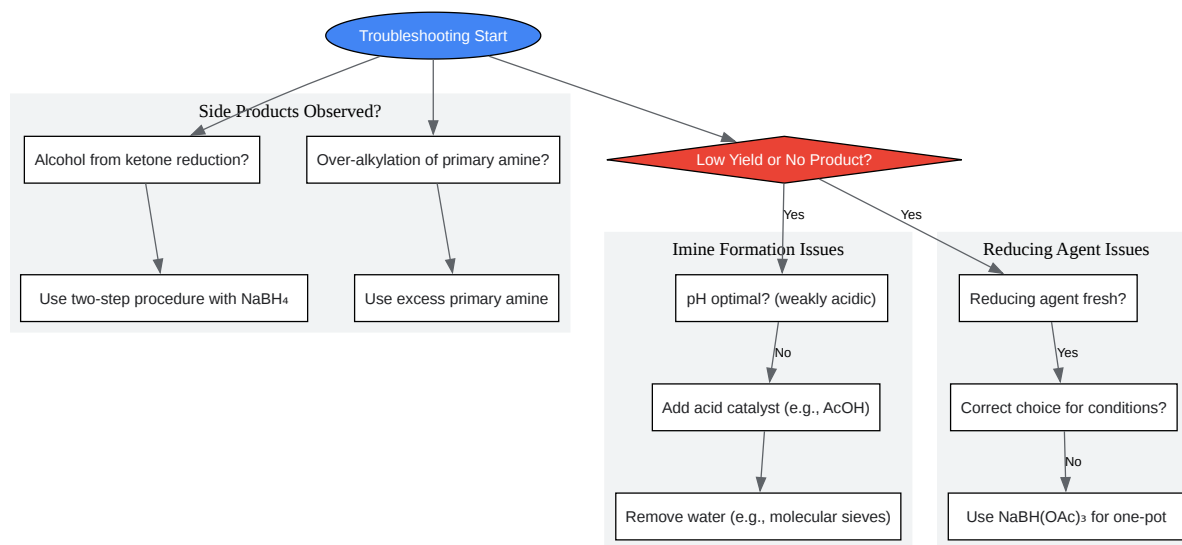 Troubleshooting Start
Side Products Observed?
Alcohol from ketone reduction?
Over-alkylation of primary amine?
Low Yield or No Product?
Yes
Yes
Use two-step procedure with NaBH₄
Use excess primary amine
Imine Formation Issues
Reducing Agent Issues
pH optimal? (weakly acidic)
Reducing agent fresh?
No
Yes
Add acid catalyst (e.g., AcOH)
Correct choice for conditions?
No
Remove water (e.g., molecular sieves)
Use NaBH(OAc)₃ for one-pot